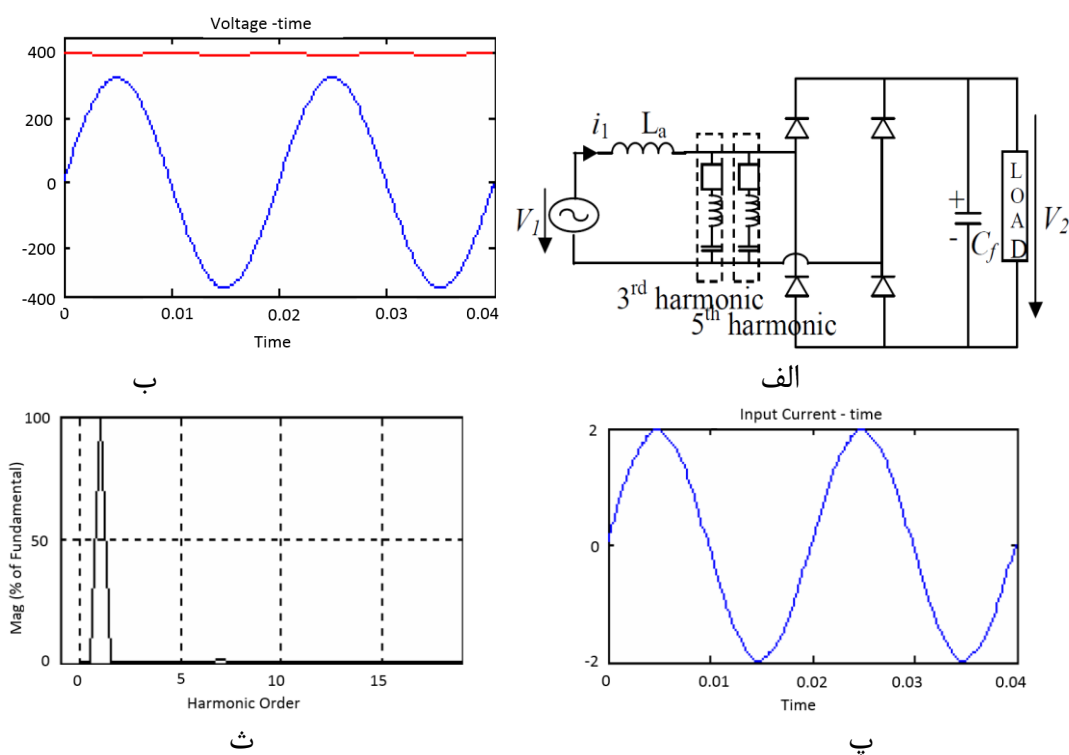 Voltage -time
400
200
0
-200
-400
0 0.01 0.02 0.03 0.04
Time
ب
i1 La
V1
3rd harmonic
5th harmonic
+
-
Cf
LOAD
V2
الف
100
50
0
Mag (% of Fundamental)
0 5 10 15
Harmonic Order
ث
Input Current - time
2
0
-2
0 0.01 0.02 0.03 0.04
Time
پ